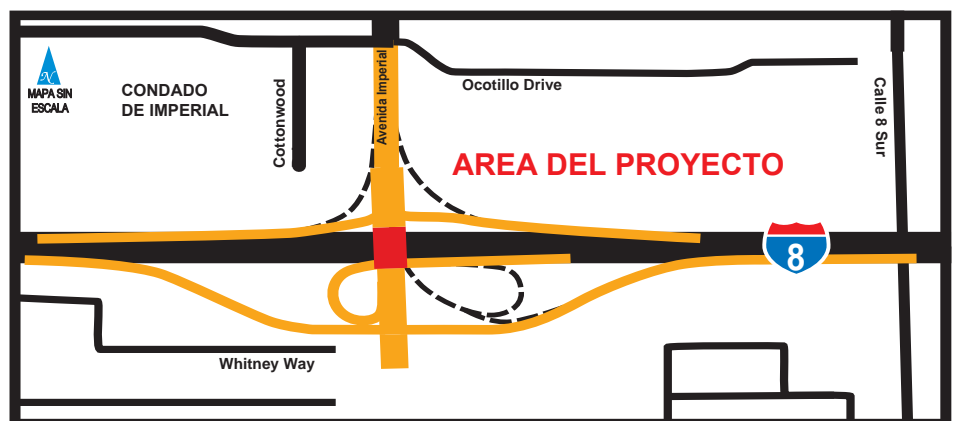 N
MAPA SIN
ESCALA
CONDADO
DE IMPERIAL
Cottonwood
Avenida Imperial
Ocotillo Drive
Calle 8 Sur
AREA DEL PROYECTO
8
Whitney Way